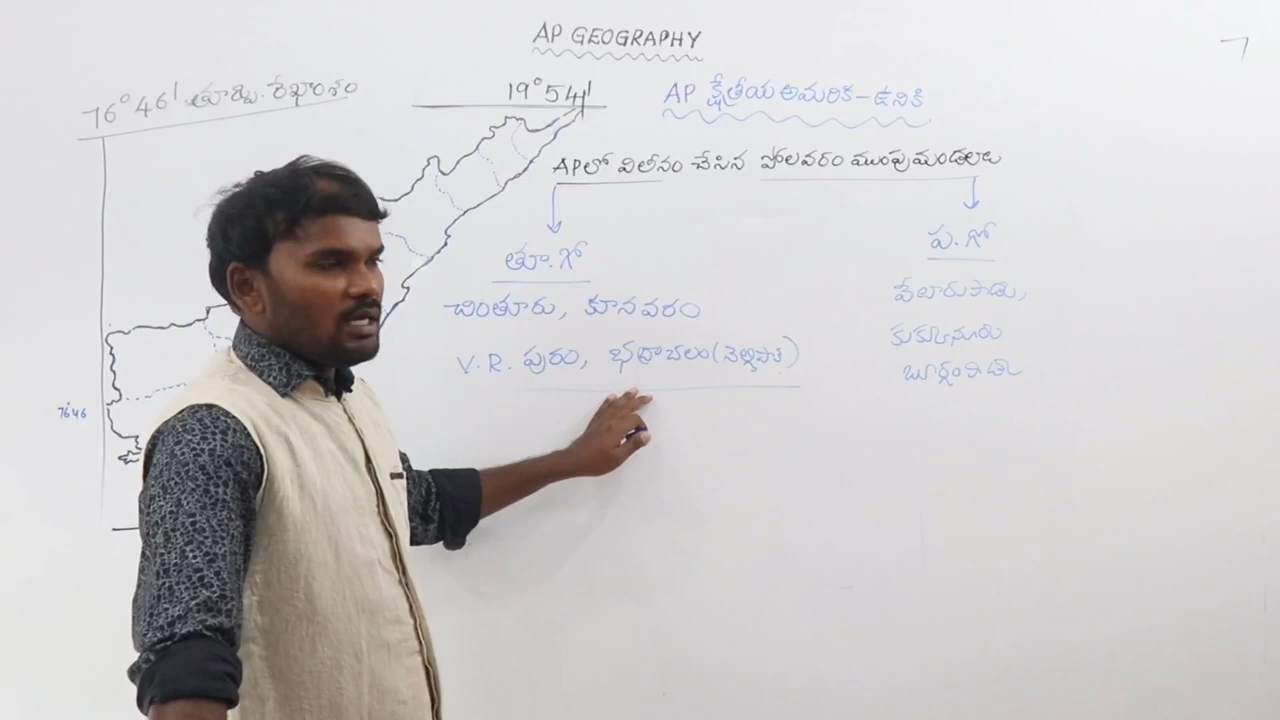 AP GEOGRAPHY
76°46' తూర్పు రేఖాంశం
19°54'
AP క్షేత్రీయ అమరిక - ఉనికి
APలో విలీనం చేసిన పోలవరం ముంపుమండలాలు
తూ.గో
చింతూరు, కూనవరం
V.R. పురం, భద్రాచలం(నెల్లిపాక)
ప.గో
వేలూరుపాడు,
కుక్కునూరు
బూర్గంపాడు
7646